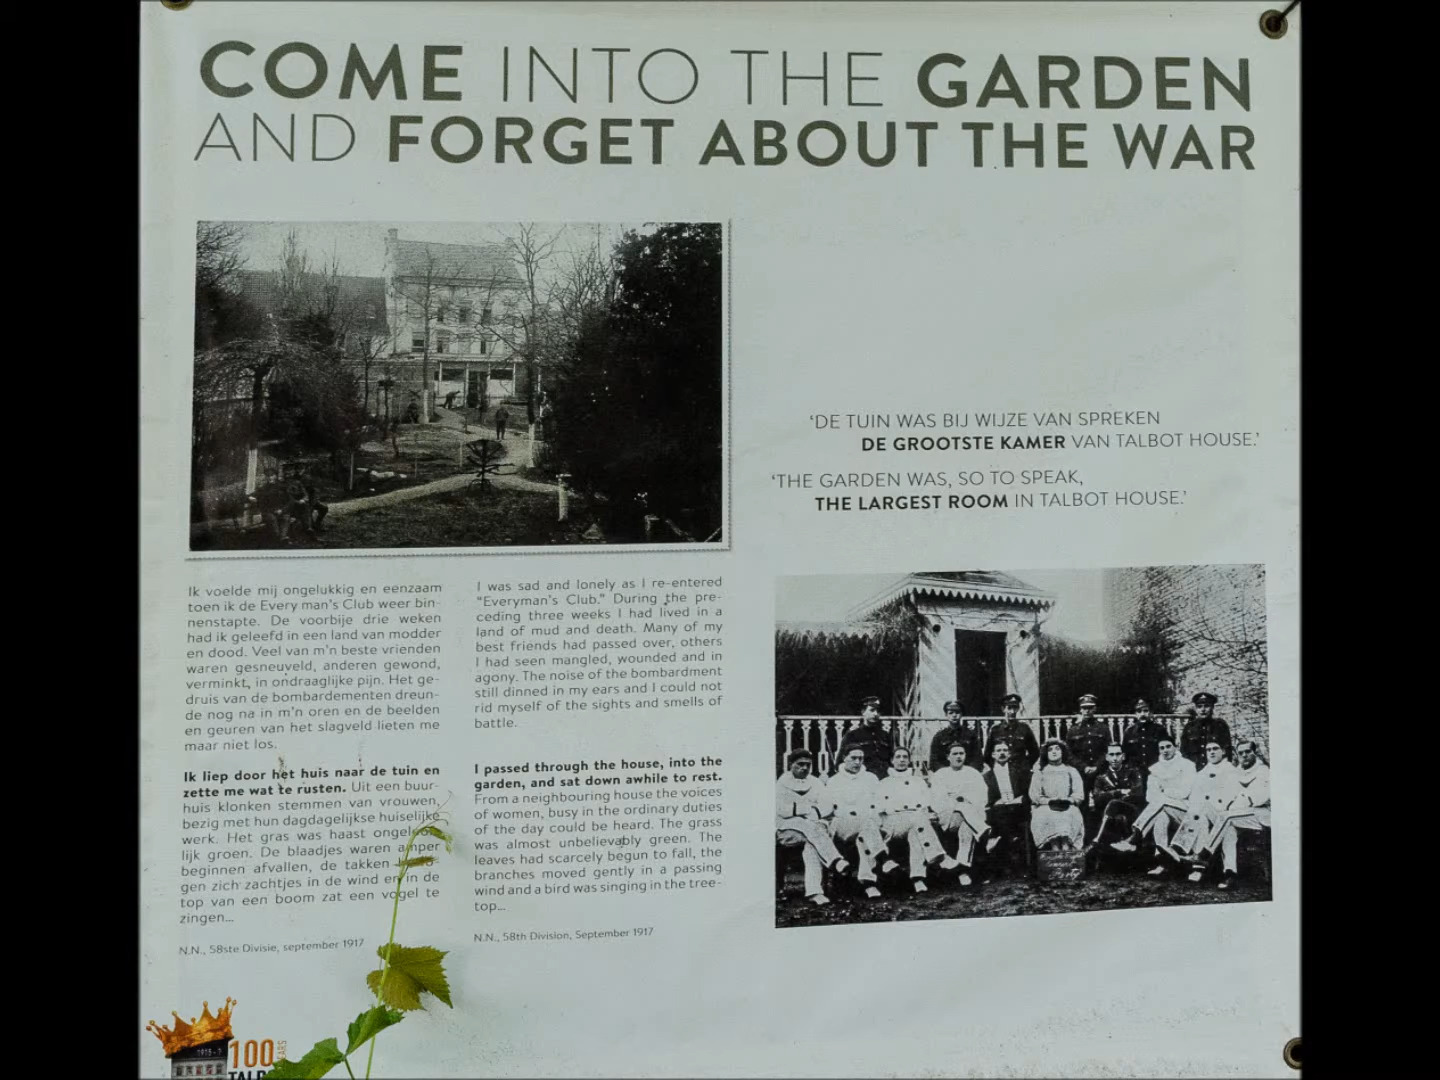 COME INTO THE GARDEN
AND FORGET ABOUT THE WAR
'DE TUIN WAS BIJ WIJZE VAN SPREKEN
DE GROOTSTE KAMER VAN TALBOT HOUSE.'
'THE GARDEN WAS, SO TO SPEAK,
THE LARGEST ROOM IN TALBOT HOUSE.'
Ik voelde mij ongelukkig en eenzaam
toen ik de Every man's Club weer bin-
nenstapte. De voorbije drie weken
had ik geleefd in een land van modder
en dood. Veel van m'n beste vrienden
waren gesneuveld, anderen gewond,
verminkt, in ondraaglijke pijn. Het ge-
druis van de bombardementen dreun-
de nog na in m'n oren en de beelden
en geuren van het slagveld lieten me
maar niet los.
Ik liep door het huis naar de tuin en
zette me wat te rusten. Uit een buur-
huis klonken stemmen van vrouwen,
bezig met hun dagdagelijkse huiselijke
werk. Het gras was haast
lijk groen. De blaadjes waren amper
beginnen afvallen, de takken
gen zich zachtjes in de wind en in de
top van een boom zat een vogel te
zingen...
N.N., 58ste Divisie, september 1917
I was sad and lonely as I re-entered
"Everyman's Club." During the pre-
ceding three weeks I had lived in a
land of mud and death. Many of my
best friends had passed over, others
I had seen mangled, wounded and in
agony. The noise of the bombardment
still dinned in my ears and I could not
rid myself of the sights and smells of
battle.
I passed through the house, into the
garden, and sat down awhile to rest.
From a neighbouring house the voices
of women, busy in the ordinary duties
of the day could be heard. The grass
was almost unbelievably green. The
leaves had scarcely begun to fall, the
branches moved gently in a passing
wind and a bird was singing in the tree-
top...
N.N., 58th Division, September 1917
100 YEARS